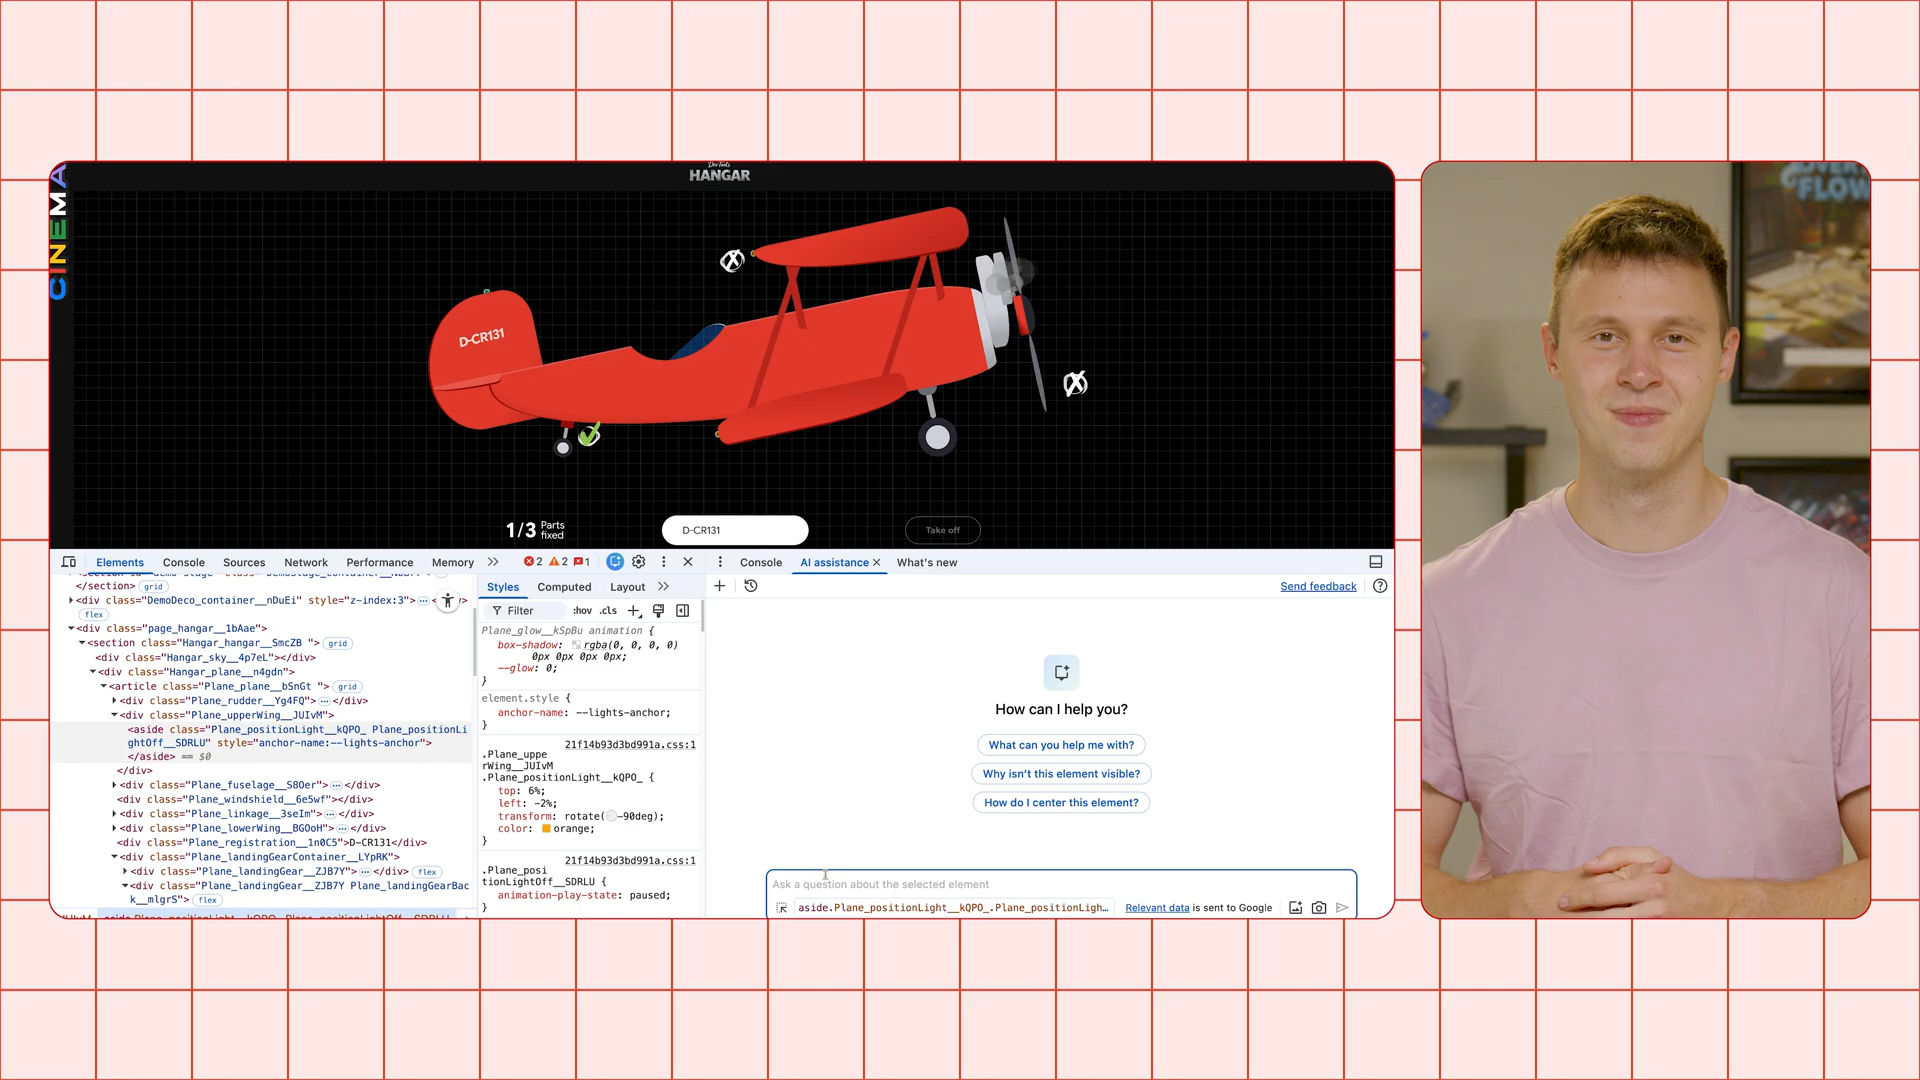 DevTools
HANGAR
CINEMA
D-CR131
1/3 Parts fixed
D-CR131
Take off
Elements Console Sources Network Performance Memory 2 2 1
Console AI assistance What's new
</section> grid
<div class="DemoDeco_container__nDuEi" style="z-index:3">
flex
<div class="page_hangar__1bAae">
<section class="Hangar_hangar__SmcZB "> grid
<div class="Hangar_sky__4p7eL"></div>
<div class="Hangar_plane__n4gdn">
<article class="Plane_plane__bSnGt "> grid
<div class="Plane_rudder__Yg4FQ">…</div>
<div class="Plane_upperWing__JUIvM">
<aside class="Plane_positionLight__kQPO_ Plane_positionLi
ghtOff__SDRLU" style="anchor-name:--lights-anchor">
</aside> == $0
</div>
<div class="Plane_fuselage__S8Oer">…</div>
<div class="Plane_windshield__6e5wf"></div>
<div class="Plane_linkage__3seIm">…</div>
<div class="Plane_lowerWing__BGOoH">…</div>
<div class="Plane_registration__1n0C5">D-CR131</div>
<div class="Plane_landingGearContainer__LYpRK">
<div class="Plane_landingGear__ZJB7Y">…</div> flex
<div class="Plane_landingGear__ZJB7Y Plane_landingGearBac
k__mlgrS"> flex
Styles Computed Layout
Filter :hov .cls
Plane_glow__kSpBu animation {
box-shadow: rgba(0, 0, 0, 0)
0px 0px 0px 0px;
--glow: 0;
}
element.style {
anchor-name: --lights-anchor;
}
21f14b93d3bd991a.css:1
.Plane_uppe
rWing__JUIvM
.Plane_positionLight__kQPO_ {
top: 6%;
left: -2%;
transform: rotate(-90deg);
color: orange;
}
21f14b93d3bd991a.css:1
.Plane_posi
tionLightOff__SDRLU {
animation-play-state: paused;
}
Send feedback
How can I help you?
What can you help me with?
Why isn't this element visible?
How do I center this element?
Ask a question about the selected element
aside.Plane_positionLight__kQPO_.Plane_positionLigh… Relevant data is sent to Google
FLOW